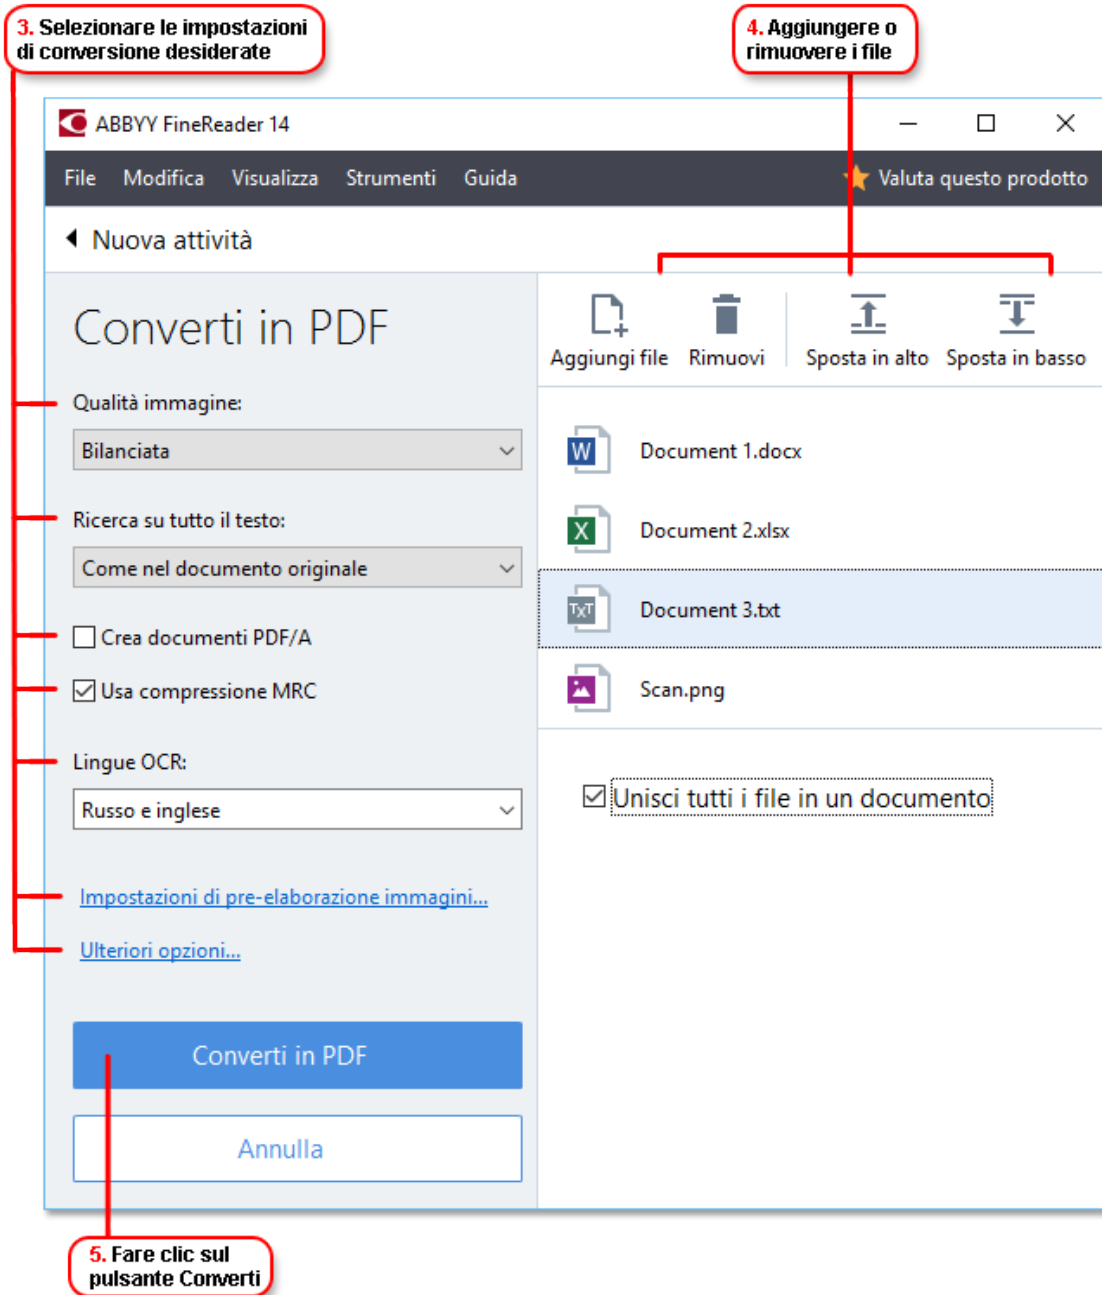 3. Selezionare le impostazioni
di conversione desiderate
4. Aggiungere o
rimuovere i file
ABBYY FineReader 14
File Modifica Visualizza Strumenti Guida Valuta questo prodotto
Nuova attività
Converti in PDF
Aggiungi file Rimuovi Sposta in alto Sposta in basso
Qualità immagine:
Bilanciata
Ricerca su tutto il testo:
Come nel documento originale
Crea documenti PDF/A
Usa compressione MRC
Lingue OCR:
Russo e inglese
Impostazioni di pre-elaborazione immagini...
Ulteriori opzioni...
Converti in PDF
Annulla
W Document 1.docx
X Document 2.xlsx
TXT Document 3.txt
Scan.png
Unisci tutti i file in un documento
5. Fare clic sul
pulsante Converti